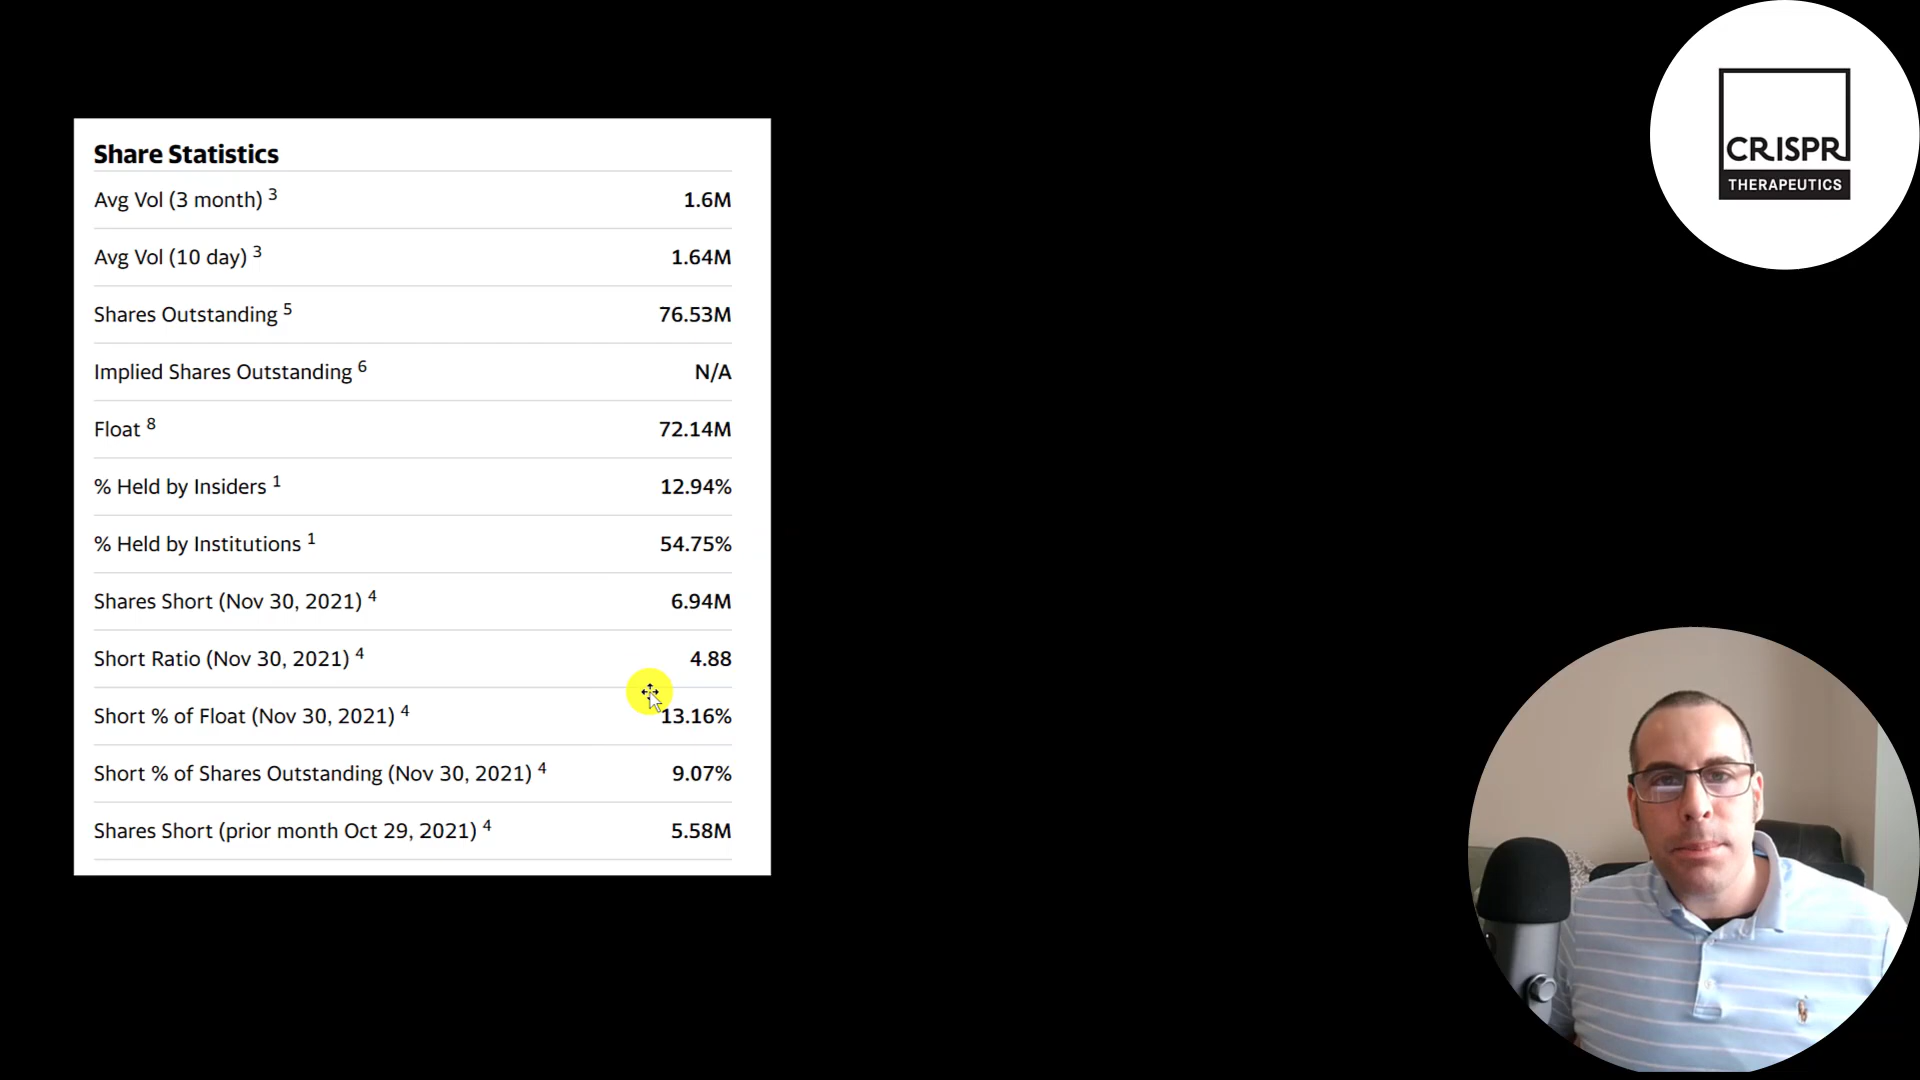 Share Statistics
Avg Vol (3 month) 3 1.6M
Avg Vol (10 day) 3 1.64M
Shares Outstanding 5 76.53M
Implied Shares Outstanding 6 N/A
Float 8 72.14M
% Held by Insiders 1 12.94%
% Held by Institutions 1 54.75%
Shares Short (Nov 30, 2021) 4 6.94M
Short Ratio (Nov 30, 2021) 4 4.88
Short % of Float (Nov 30, 2021) 4 13.16%
Short % of Shares Outstanding (Nov 30, 2021) 4 9.07%
Shares Short (prior month Oct 29, 2021) 4 5.58M
CRISPR
THERAPEUTICS